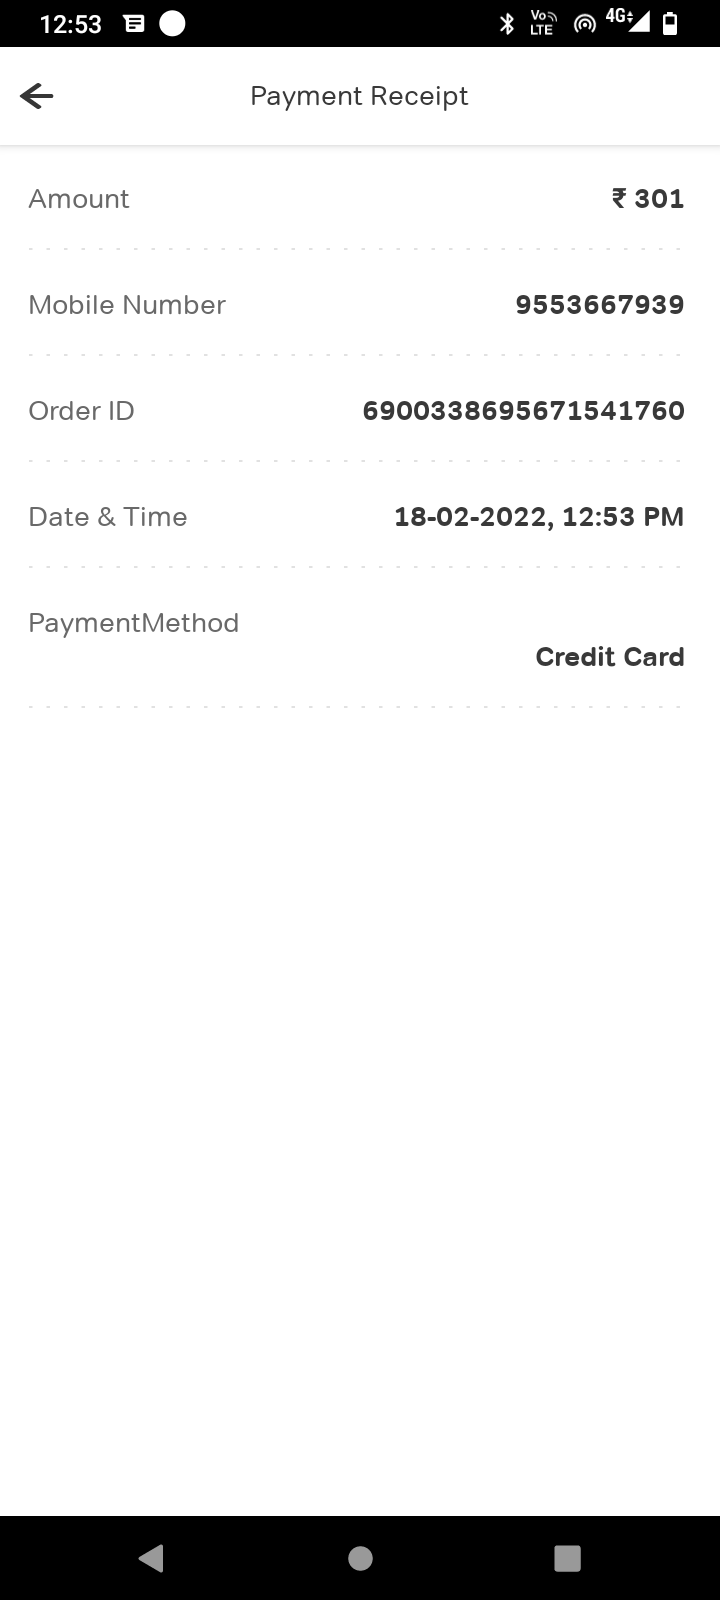 12:53
Vo LTE 4G
Payment Receipt
Amount ₹ 301
Mobile Number 9553667939
Order ID 6900338695671541760
Date & Time 18-02-2022, 12:53 PM
PaymentMethod
Credit Card